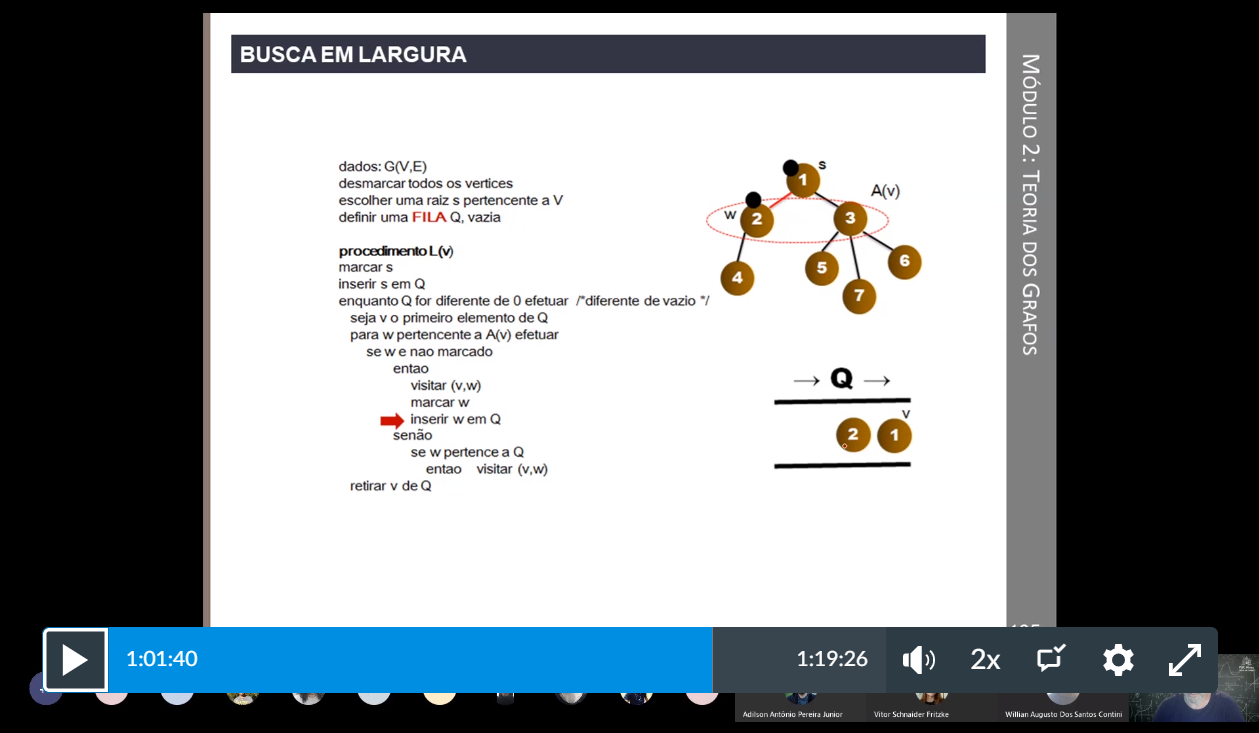 BUSCA EM LARGURA
MÓDULO 2: TEORIA DOS GRAFOS
dados: G(V,E)
desmarcar todos os vertices
escolher uma raiz s pertencente a V
definir uma FILA Q, vazia
procedimento L(v)
marcar s
inserir s em Q
enquanto Q for diferente de 0 efetuar /*diferente de vazio */
seja v o primeiro elemento de Q
para w pertencente a A(v) efetuar
se w e nao marcado
entao
visitar (v,w)
marcar w
inserir w em Q
senão
se w pertence a Q
entao visitar (v,w)
retirar v de Q
s
1
A(v)
w
2
3
4
5
6
7
→ Q →
v
2 1
1:01:40
1:19:26
2x
Adilson Antônio Pereira Junior
Vitor Schnaider Fritzke
Willian Augusto Dos Santos Contini